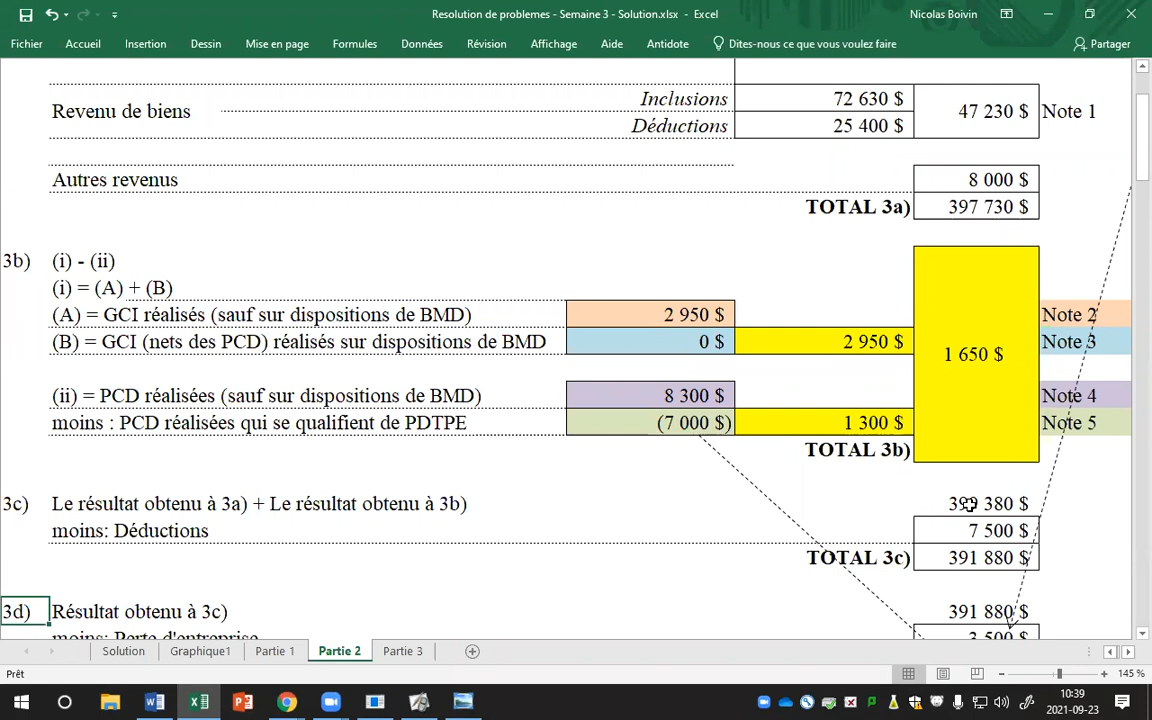 Resolution de problemes - Semaine 3 - Solution.xlsx - Excel
Nicolas Boivin
Fichier Accueil Insertion Dessin Mise en page Formules Données Révision Affichage Aide Antidote Dites-nous ce que vous voulez faire Partager
Inclusions 72 630 $
Revenu de biens 47 230 $ Note 1
Déductions 25 400 $
Autres revenus 8 000 $
TOTAL 3a) 397 730 $
3b) (i) - (ii)
(i) = (A) + (B)
(A) = GCI réalisés (sauf sur dispositions de BMD) 2 950 $ Note 2
(B) = GCI (nets des PCD) réalisés sur dispositions de BMD 0 $ 2 950 $ Note 3
1 650 $
(ii) = PCD réalisées (sauf sur dispositions de BMD) 8 300 $ Note 4
moins : PCD réalisées qui se qualifient de PDTPE (7 000 $) 1 300 $ Note 5
TOTAL 3b)
3c) Le résultat obtenu à 3a) + Le résultat obtenu à 3b) 399 380 $
moins: Déductions 7 500 $
TOTAL 3c) 391 880 $
3d) Résultat obtenu à 3c) 391 880 $
moins: Perte d'entreprise 3 500 $
Solution Graphique1 Partie 1 Partie 2 Partie 3
Prêt 145 %
10:39
2021-09-23